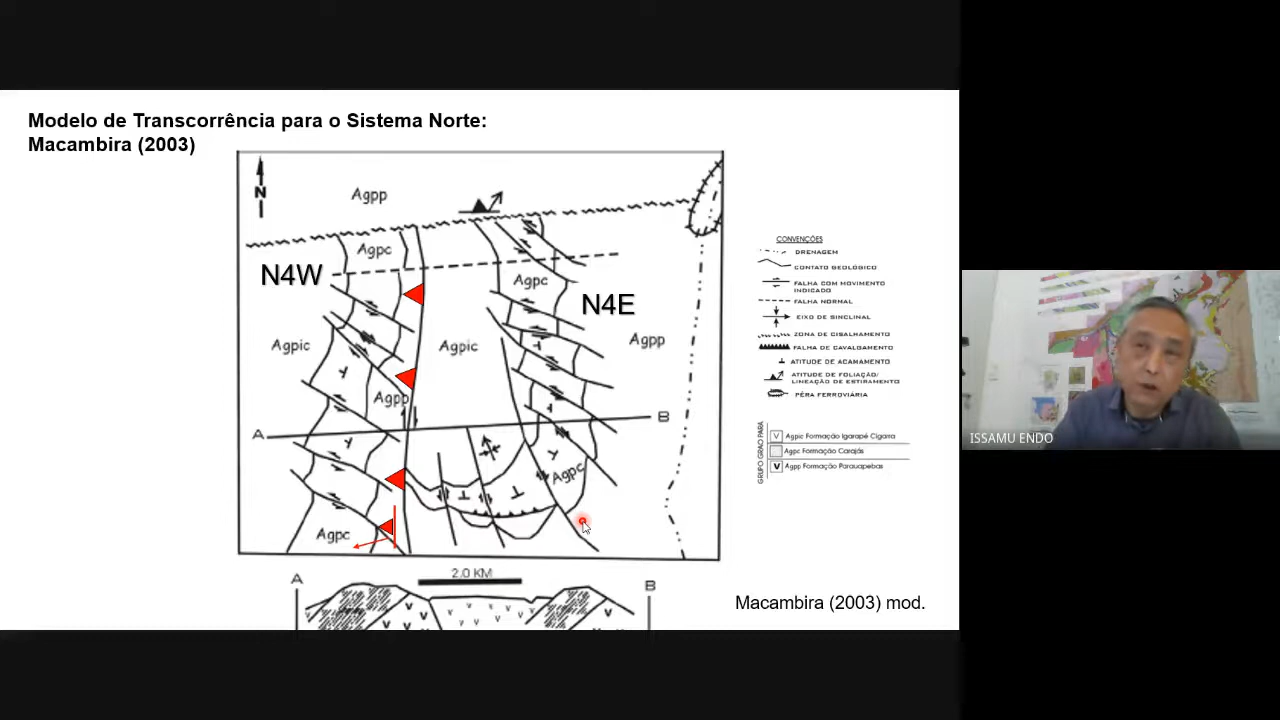 Modelo de Transcorrência para o Sistema Norte:
Macambira (2003)
N
Agpp
Agpc
N4W
Agpc
N4E
Agpic
Agpic
Agpp
Agpp
A
B
Agpc
Agpc
A
2.0 KM
B
CONVENÇÕES
DRENAGEM
CONTATO GEOLÓGICO
FALHA COM MOVIMENTO
INDICADO
FALHA NORMAL
EIXO DE SINCLINAL
ZONA DE CISALHAMENTO
FALHA DE CAVALGAMENTO
ATITUDE DE ACAMAMENTO
ATITUDE DE FOLIAÇÃO/
LINEAÇÃO DE ESTIRAMENTO
PÊRA FERROVIÁRIA
GRUPO GRÃO PARÁ
V Agpic Formação Igarapé Cigarra
Agpc Formação Carajás
V Agpp Formação Parauapebas
Macambira (2003) mod.
ISSAMU ENDO